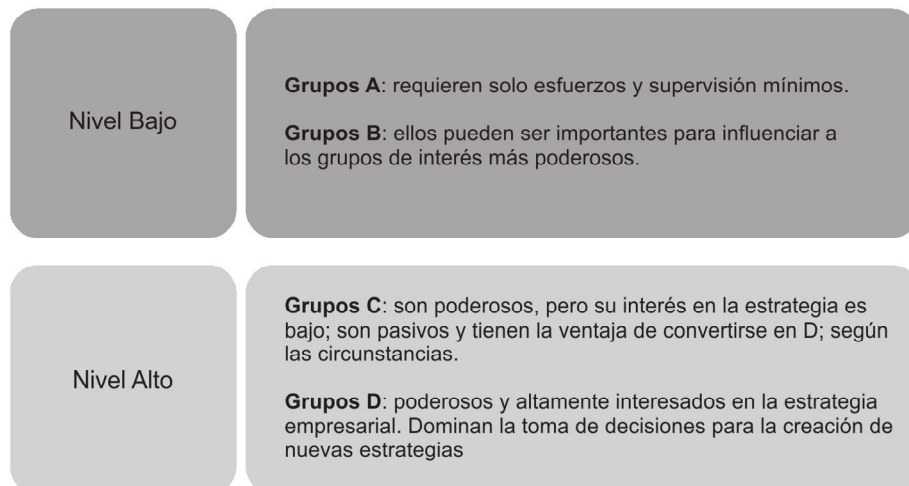 Nivel Bajo
Grupos A: requieren solo esfuerzos y supervisión mínimos.
Grupos B: ellos pueden ser importantes para influenciar a
los grupos de interés más poderosos.
Nivel Alto
Grupos C: son poderosos, pero su interés en la estrategia es
bajo; son pasivos y tienen la ventaja de convertirse en D; según
las circunstancias.
Grupos D: poderosos y altamente interesados en la estrategia
empresarial. Dominan la toma de decisiones para la creación de
nuevas estrategias